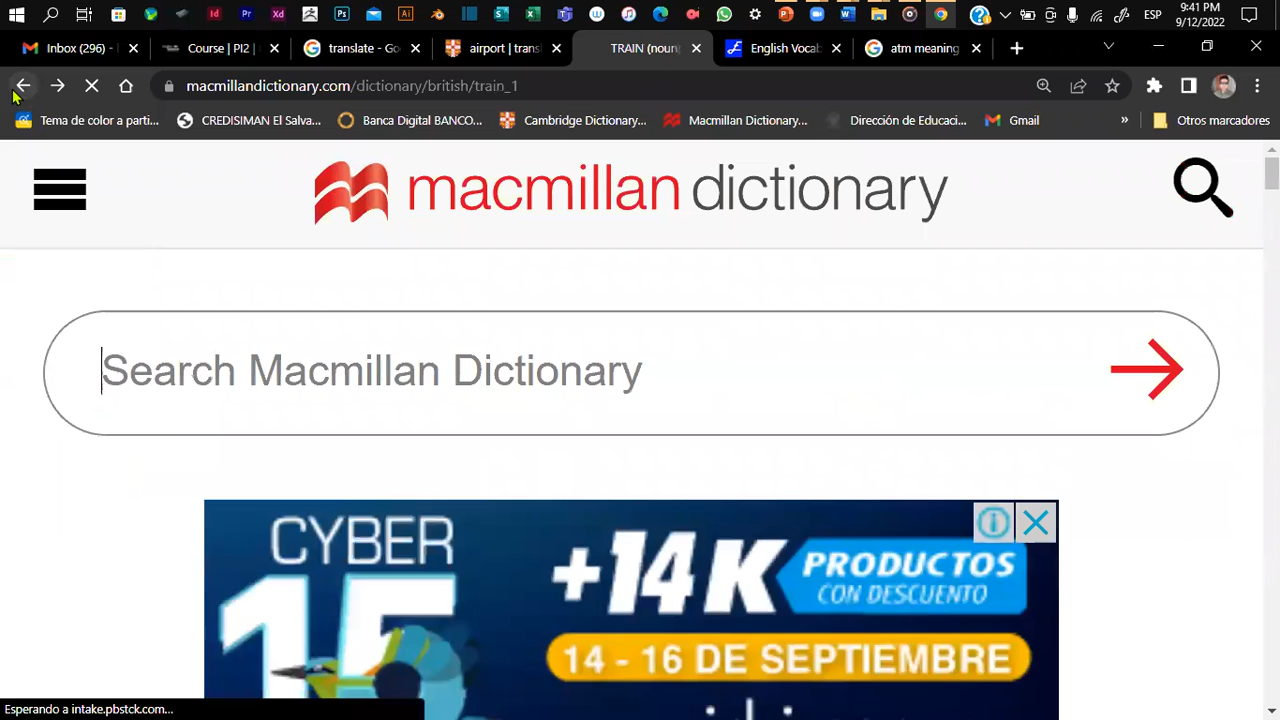 9:41 PM
ESP
9/12/2022
Inbox (296) -
Course | PI2 |
translate - Go
airport | trans
TRAIN (noun
English Vocab
atm meaning
macmillandictionary.com/dictionary/british/train_1
Tema de color a parti...
CREDISIMAN El Salva...
Banca Digital BANCO...
Cambridge Dictionary...
Macmillan Dictionary...
Dirección de Educaci...
Gmail
»
Otros marcadores
macmillan dictionary
Search Macmillan Dictionary
CYBER
15
+14K PRODUCTOS
CON DESCUENTO
14 - 16 DE SEPTIEMBRE
Esperando a intake.pbstck.com...